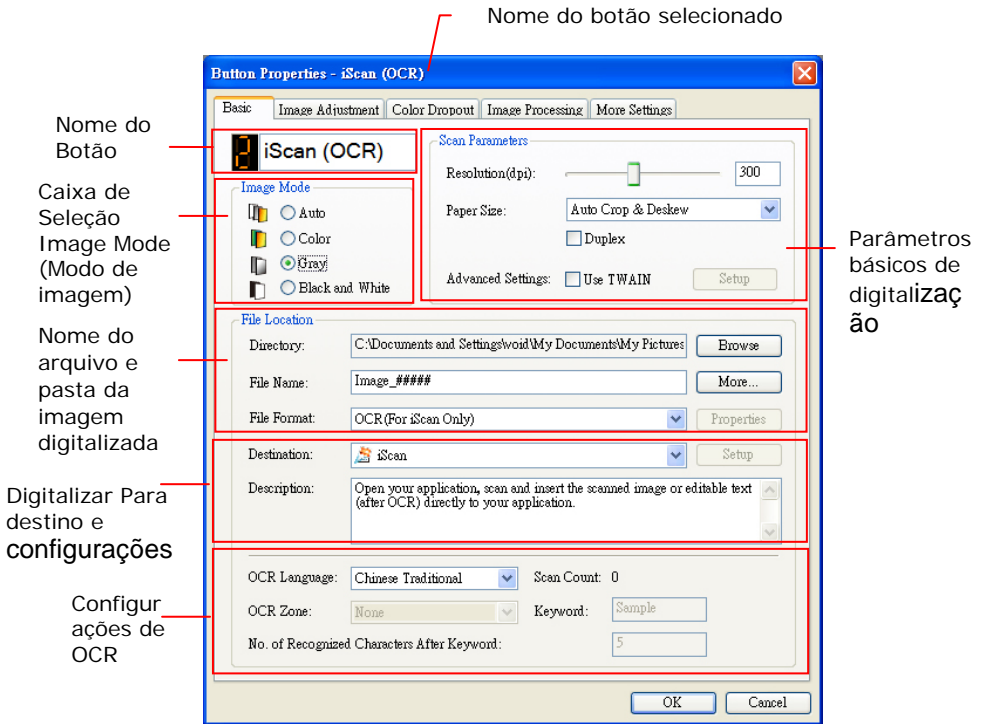 Nome do botão selecionado
Button Properties - iScan (OCR)
Basic Image Adjustment Color Dropout Image Processing More Settings
Nome do
Botão
2 iScan (OCR)
Caixa de
Seleção
Image Mode
(Modo de
imagem)
Image Mode
Auto
Color
Gray
Black and White
Scan Parameters
Resolution(dpi): 300
Paper Size: Auto Crop & Deskew
Duplex
Advanced Settings: Use TWAIN Setup
Parâmetros
básicos de
digitalizaç
ão
Nome do
arquivo e
pasta da
imagem
digitalizada
File Location
Directory: C:\Documents and Settings\void\My Documents\My Pictures Browse
File Name: Image_##### More...
File Format: OCR(For iScan Only) Properties
Digitalizar Para
destino e
configurações
Destination: iScan Setup
Description: Open your application, scan and insert the scanned image or editable text
(after OCR) directly to your application.
Configur
ações de
OCR
OCR Language: Chinese Traditional Scan Count: 0
OCR Zone: None Keyword: Sample
No. of Recognized Characters After Keyword: 5
OK Cancel